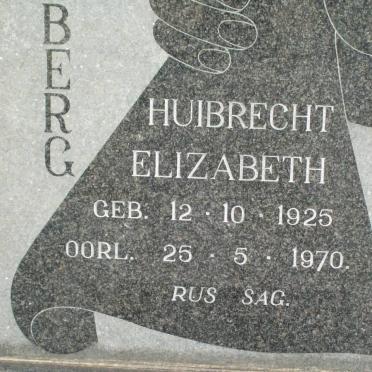 BERG
HUIBRECHT
ELIZABETH
GEB. 12 · 10 · 1925
OORL. 25 · 5 · 1970.
RUS SAG.